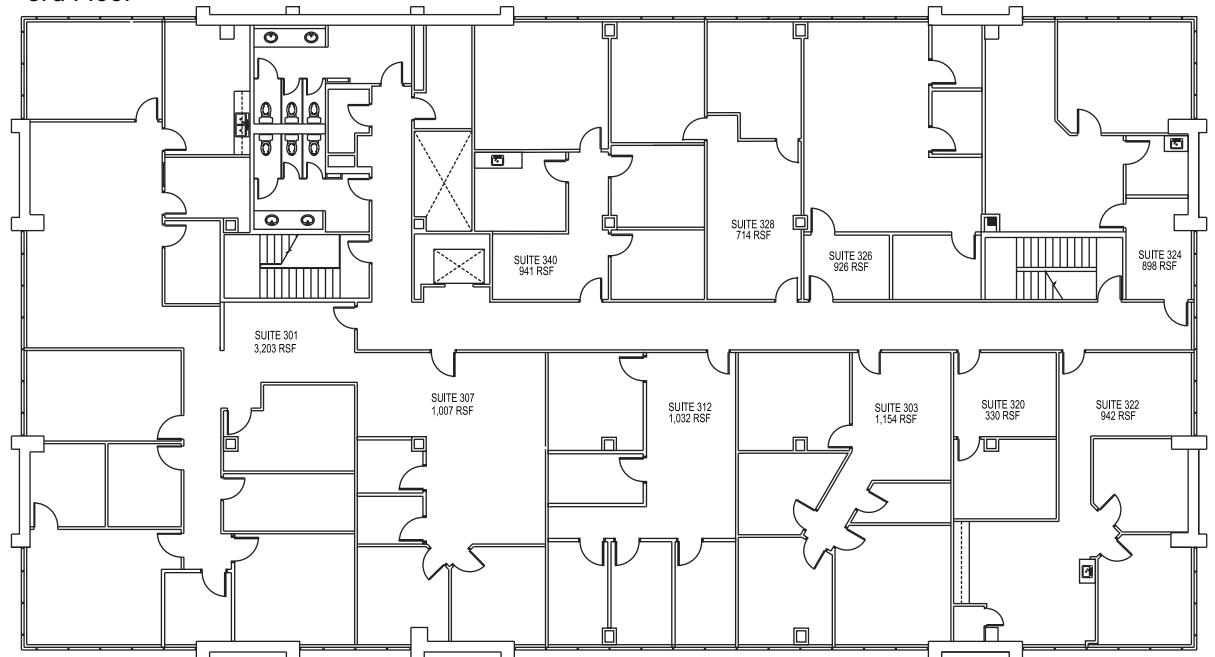 3rd Floor
SUITE 328
714 RSF
SUITE 340
941 RSF
SUITE 326
926 RSF
SUITE 324
898 RSF
SUITE 301
3,203 RSF
SUITE 307
1,007 RSF
SUITE 312
1,032 RSF
SUITE 303
1,154 RSF
SUITE 320
330 RSF
SUITE 322
942 RSF